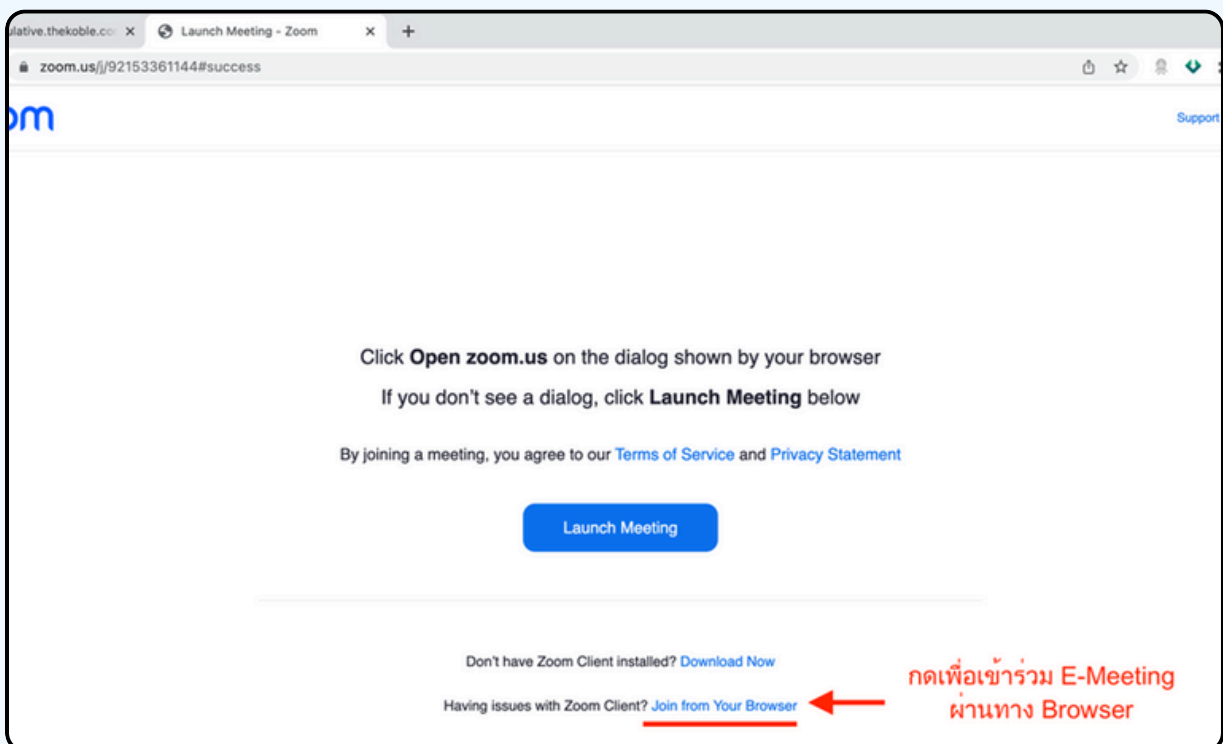 Launch Meeting - Zoom
zoom.us/j/92153361144#success
Support
Click Open zoom.us on the dialog shown by your browser
If you don't see a dialog, click Launch Meeting below
By joining a meeting, you agree to our Terms of Service and Privacy Statement
Launch Meeting
Don't have Zoom Client installed? Download Now
Having issues with Zoom Client? Join from Your Browser
กดเพื่อเข้าร่วม E-Meeting
ผ่านทาง Browser